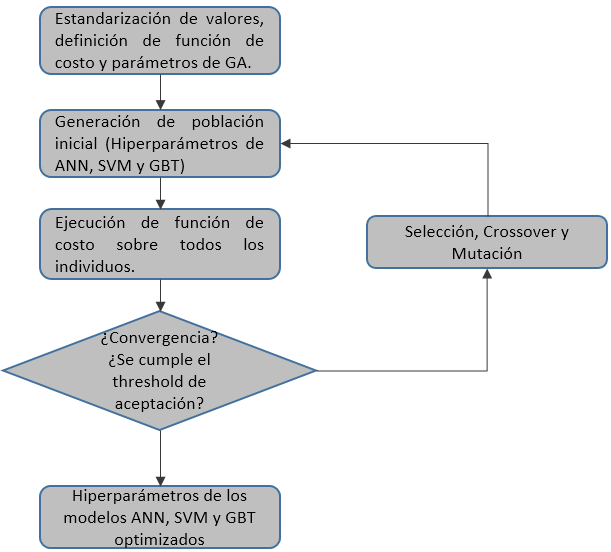 Estandarización de valores,
definición de función de
costo y parámetros de GA.
Generación de población
inicial (Hiperparámetros de
ANN, SVM y GBT)
Ejecución de función de
costo sobre todos los
individuos.
Selección, Crossover y
Mutación
¿Convergencia?
¿Se cumple el
threshold de
aceptación?
Hiperparámetros de los
modelos ANN, SVM y GBT
optimizados